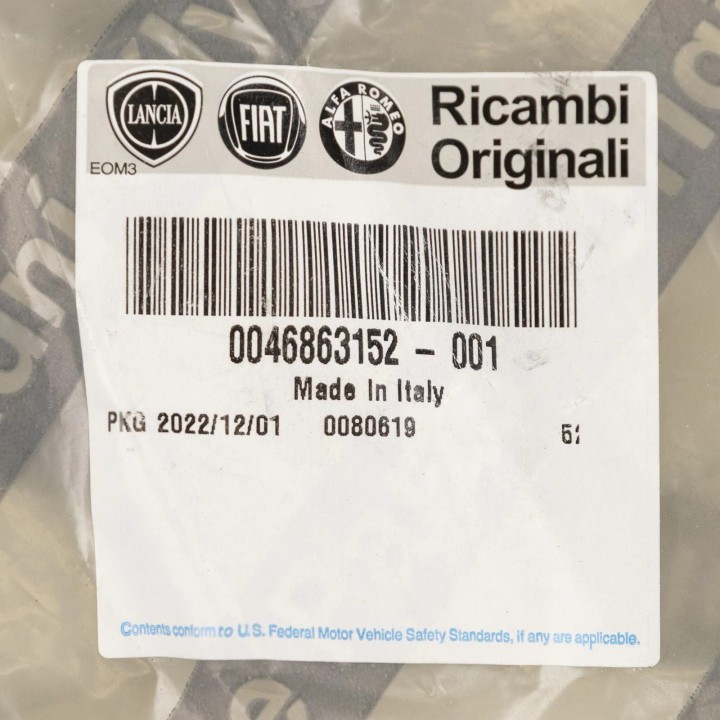 LANCIA
FIAT
ALFA ROMEO
Ricambi
Originali
EOM3
0046863152 - 001
Made In Italy
PKG 2022/12/01 0080619
Contents conform to U.S. Federal Motor Vehicle Safety Standards, if any are applicable.